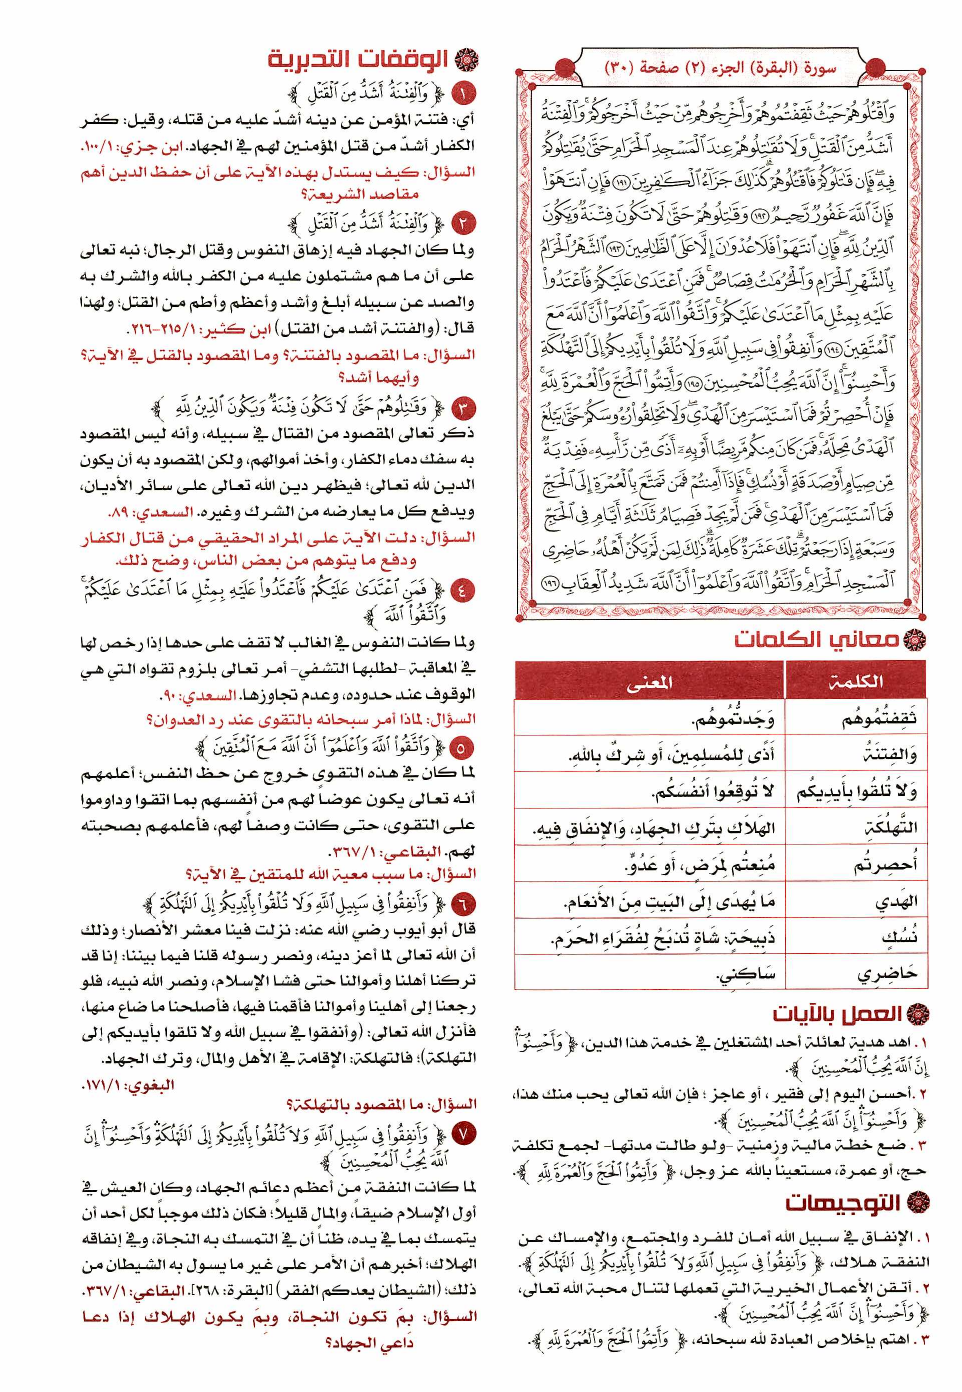 سورة (البقرة) الجزء (٢) صفحة (٣٠)
وَٱقۡتُلُوهُمۡ حَيۡثُ ثَقِفۡتُمُوهُمۡ وَأَخۡرِجُوهُم مِّنۡ حَيۡثُ أَخۡرَجُوكُمۡۚ وَٱلۡفِتۡنَةُ
أَشَدُّ مِنَ ٱلۡقَتۡلِۚ وَلَا تُقَٰتِلُوهُمۡ عِندَ ٱلۡمَسۡجِدِ ٱلۡحَرَامِ حَتَّىٰ يُقَٰتِلُوكُمۡ
فِيهِۖ فَإِن قَٰتَلُوكُمۡ فَٱقۡتُلُوهُمۡۗ كَذَٰلِكَ جَزَآءُ ٱلۡكَٰفِرِينَ ١٩١ فَإِنِ ٱنتَهَوۡاْ
فَإِنَّ ٱللَّهَ غَفُورٞ رَّحِيمٞ ١٩٢ وَقَٰتِلُوهُمۡ حَتَّىٰ لَا تَكُونَ فِتۡنَةٞ وَيَكُونَ
ٱلدِّينُ لِلَّهِۖ فَإِنِ ٱنتَهَوۡاْ فَلَا عُدۡوَٰنَ إِلَّا عَلَى ٱلظَّٰلِمِينَ ١٩٣ ٱلشَّهۡرُ ٱلۡحَرَامُ
بِٱلشَّهۡرِ ٱلۡحَرَامِ وَٱلۡحُرُمَٰتُ قِصَاصٞۚ فَمَنِ ٱعۡتَدَىٰ عَلَيۡكُمۡ فَٱعۡتَدُواْ
عَلَيۡهِ بِمِثۡلِ مَا ٱعۡتَدَىٰ عَلَيۡكُمۡۚ وَٱتَّقُواْ ٱللَّهَ وَٱعۡلَمُوٓاْ أَنَّ ٱللَّهَ مَعَ
ٱلۡمُتَّقِينَ ١٩٤ وَأَنفِقُواْ فِي سَبِيلِ ٱللَّهِ وَلَا تُلۡقُواْ بِأَيۡدِيكُمۡ إِلَى ٱلتَّهۡلُكَةِ
وَأَحۡسِنُوٓاْۚ إِنَّ ٱللَّهَ يُحِبُّ ٱلۡمُحۡسِنِينَ ١٩٥ وَأَتِمُّواْ ٱلۡحَجَّ وَٱلۡعُمۡرَةَ لِلَّهِۚ
فَإِنۡ أُحۡصِرۡتُمۡ فَمَا ٱسۡتَيۡسَرَ مِنَ ٱلۡهَدۡيِۖ وَلَا تَحۡلِقُواْ رُءُوسَكُمۡ حَتَّىٰ يَبۡلُغَ
ٱلۡهَدۡيُ مَحِلَّهُۥۚ فَمَن كَانَ مِنكُم مَّرِيضًا أَوۡ بِهِۦٓ أَذٗى مِّن رَّأۡسِهِۦ فَفِدۡيَةٞ
مِّن صِيَامٍ أَوۡ صَدَقَةٍ أَوۡ نُسُكٖۚ فَإِذَآ أَمِنتُمۡ فَمَن تَمَتَّعَ بِٱلۡعُمۡرَةِ إِلَى ٱلۡحَجِّ
فَمَا ٱسۡتَيۡسَرَ مِنَ ٱلۡهَدۡيِۚ فَمَن لَّمۡ يَجِدۡ فَصِيَامُ ثَلَٰثَةِ أَيَّامٖ فِي ٱلۡحَجِّ
وَسَبۡعَةٍ إِذَا رَجَعۡتُمۡۗ تِلۡكَ عَشَرَةٞ كَامِلَةٞۗ ذَٰلِكَ لِمَن لَّمۡ يَكُنۡ أَهۡلُهُۥ حَاضِرِي
ٱلۡمَسۡجِدِ ٱلۡحَرَامِۚ وَٱتَّقُواْ ٱللَّهَ وَٱعۡلَمُوٓاْ أَنَّ ٱللَّهَ شَدِيدُ ٱلۡعِقَابِ ١٩٦
معاني الكلمات
الكلمة المعنى
ثَقِفتُمُوهُم وَجَدتُّمُوهُم.
وَالفِتنَةُ أَذًى لِلمُسلِمِينَ، أَو شِركٌ بِاللهِ.
وَلَا تُلقُوا بِأَيدِيكُم لَا تُوقِعُوا أَنفُسَكُم.
التَّهلُكَةِ الهَلَاكِ بِتَركِ الجِهَادِ، وَالإِنفَاقِ فِيهِ.
أُحصِرتُم مُنِعتُم لِمَرَضٍ، أَو عَدُوٍّ.
الهَديِ مَا يُهدَى إِلَى البَيتِ مِنَ الأَنعَامِ.
نُسُكٍ ذَبِيحَةٍ: شَاةٍ تُذبَحُ لِفُقَرَاءِ الحَرَمِ.
حَاضِرِي سَاكِنِي.
العمل بالآيات
١. اهد هدية لعائلة أحد المشتغلين في خدمة هذا الدين، ﴿ وَأَحۡسِنُوٓاْۚ
إِنَّ ٱللَّهَ يُحِبُّ ٱلۡمُحۡسِنِينَ ﴾.
٢. أحسن اليوم إلى فقير ، أو عاجز ؛ فإن الله تعالى يحب منك هذا،
﴿ وَأَحۡسِنُوٓاْۚ إِنَّ ٱللَّهَ يُحِبُّ ٱلۡمُحۡسِنِينَ ﴾.
٣. ضع خطة مالية وزمنية -ولو طالت مدتها- لجمع تكلفة
حج، أو عمرة، مستعيناً بالله عز وجل، ﴿ وَأَتِمُّواْ ٱلۡحَجَّ وَٱلۡعُمۡرَةَ لِلَّهِ ﴾.
التوجيهات
١. الإنفاق في سبيل الله أمان للفرد والمجتمع، والإمساك عن
النفقة هلاك، ﴿ وَأَنفِقُواْ فِي سَبِيلِ ٱللَّهِ وَلَا تُلۡقُواْ بِأَيۡدِيكُمۡ إِلَى ٱلتَّهۡلُكَةِ ﴾.
٢. أتقن الأعمال الخيرية التي تعملها لتنال محبة الله تعالى،
﴿ وَأَحۡسِنُوٓاْۚ إِنَّ ٱللَّهَ يُحِبُّ ٱلۡمُحۡسِنِينَ ﴾.
٣. اهتم بإخلاص العبادة لله سبحانه، ﴿ وَأَتِمُّواْ ٱلۡحَجَّ وَٱلۡعُمۡرَةَ لِلَّهِ ﴾.
الوقفات التدبرية
١ ﴿ وَٱلۡفِتۡنَةُ أَشَدُّ مِنَ ٱلۡقَتۡلِ ﴾
أي: فتنة المؤمن عن دينه أشدّ عليه من قتله، وقيل: كفر
الكفار أشدّ من قتل المؤمنين لهم في الجهاد. ابن جزي: ١٠٠/١.
السؤال: كيف يستدل بهذه الآية على أن حفظ الدين أهم
مقاصد الشريعة؟
٢ ﴿ وَٱلۡفِتۡنَةُ أَشَدُّ مِنَ ٱلۡقَتۡلِ ﴾
ولما كان الجهاد فيه إزهاق النفوس وقتل الرجال؛ نبه تعالى
على أن ما هم مشتملون عليه من الكفر بالله والشرك به
والصد عن سبيله أبلغ وأشد وأعظم وأطم من القتل؛ ولهذا
قال: (والفتنة أشد من القتل) ابن كثير: ٢١٥/١-٢١٦.
السؤال: ما المقصود بالفتنة؟ وما المقصود بالقتل في الآية؟
وأيهما أشد؟
٣ ﴿ وَقَٰتِلُوهُمۡ حَتَّىٰ لَا تَكُونَ فِتۡنَةٞ وَيَكُونَ ٱلدِّينُ لِلَّهِ ﴾
ذكر تعالى المقصود من القتال في سبيله، وأنه ليس المقصود
به سفك دماء الكفار، وأخذ أموالهم، ولكن المقصود به أن يكون
الدين لله تعالى؛ فيظهر دين الله تعالى على سائر الأديان،
ويدفع كل ما يعارضه من الشرك وغيره. السعدي: ٨٩.
السؤال: دلت الآية على المراد الحقيقي من قتال الكفار
ودفع ما يتوهم من بعض الناس، وضح ذلك.
٤ ﴿ فَمَنِ ٱعۡتَدَىٰ عَلَيۡكُمۡ فَٱعۡتَدُواْ عَلَيۡهِ بِمِثۡلِ مَا ٱعۡتَدَىٰ عَلَيۡكُمۡۚ
وَٱتَّقُواْ ٱللَّهَ ﴾
ولما كانت النفوس في الغالب لا تقف على حدها إذا رخص لها
في المعاقبة -لطلبها التشفي- أمر تعالى بلزوم تقواه التي هي
الوقوف عند حدوده، وعدم تجاوزها. السعدي: ٩٠.
السؤال: لماذا أمر سبحانه بالتقوى عند رد العدوان؟
٥ ﴿ وَٱتَّقُواْ ٱللَّهَ وَٱعۡلَمُوٓاْ أَنَّ ٱللَّهَ مَعَ ٱلۡمُتَّقِينَ ﴾
لما كان في هذه التقوى خروج عن حظ النفس؛ أعلمهم
أنه تعالى يكون عوضاً لهم من أنفسهم بما اتقوا وداوموا
على التقوى، حتى كانت وصفاً لهم، فأعلمهم بصحبته
لهم. البقاعي: ٣٦٧/١.
السؤال: ما سبب معية الله للمتقين في الآية؟
٦ ﴿ وَأَنفِقُواْ فِي سَبِيلِ ٱللَّهِ وَلَا تُلۡقُواْ بِأَيۡدِيكُمۡ إِلَى ٱلتَّهۡلُكَةِ ﴾
قال أبو أيوب رضي الله عنه: نزلت فينا معشر الأنصار؛ وذلك
أن الله تعالى لما أعز دينه، ونصر رسوله قلنا فيما بيننا: إنا قد
تركنا أهلنا وأموالنا حتى فشا الإسلام، ونصر الله نبيه، فلو
رجعنا إلى أهلينا وأموالنا فأقمنا فيها، فأصلحنا ما ضاع منها،
فأنزل الله تعالى: (وأنفقوا في سبيل الله ولا تلقوا بأيديكم إلى
التهلكة)؛ فالتهلكة: الإقامة في الأهل والمال، وترك الجهاد.
البغوي: ١٧١/١.
السؤال: ما المقصود بالتهلكة؟
٧ ﴿ وَأَنفِقُواْ فِي سَبِيلِ ٱللَّهِ وَلَا تُلۡقُواْ بِأَيۡدِيكُمۡ إِلَى ٱلتَّهۡلُكَةِ وَأَحۡسِنُوٓاْۚ إِنَّ
ٱللَّهَ يُحِبُّ ٱلۡمُحۡسِنِينَ ﴾
لما كانت النفقة من أعظم دعائم الجهاد، وكان العيش في
أول الإسلام ضيقاً، والمال قليلاً؛ فكان ذلك موجباً لكل أحد أن
يتمسك بما في يده، ظناً أن في التمسك به النجاة، وفي إنفاقه
الهلاك؛ أخبرهم أن الأمر على غير ما يسول به الشيطان من
ذلك؛ (الشيطان يعدكم الفقر) [البقرة: ٢٦٨]. البقاعي: ٣٦٧/١.
السؤال: بمَ تكون النجاة، وبِمَ يكون الهلاك إذا دعا
دَاعي الجهاد؟